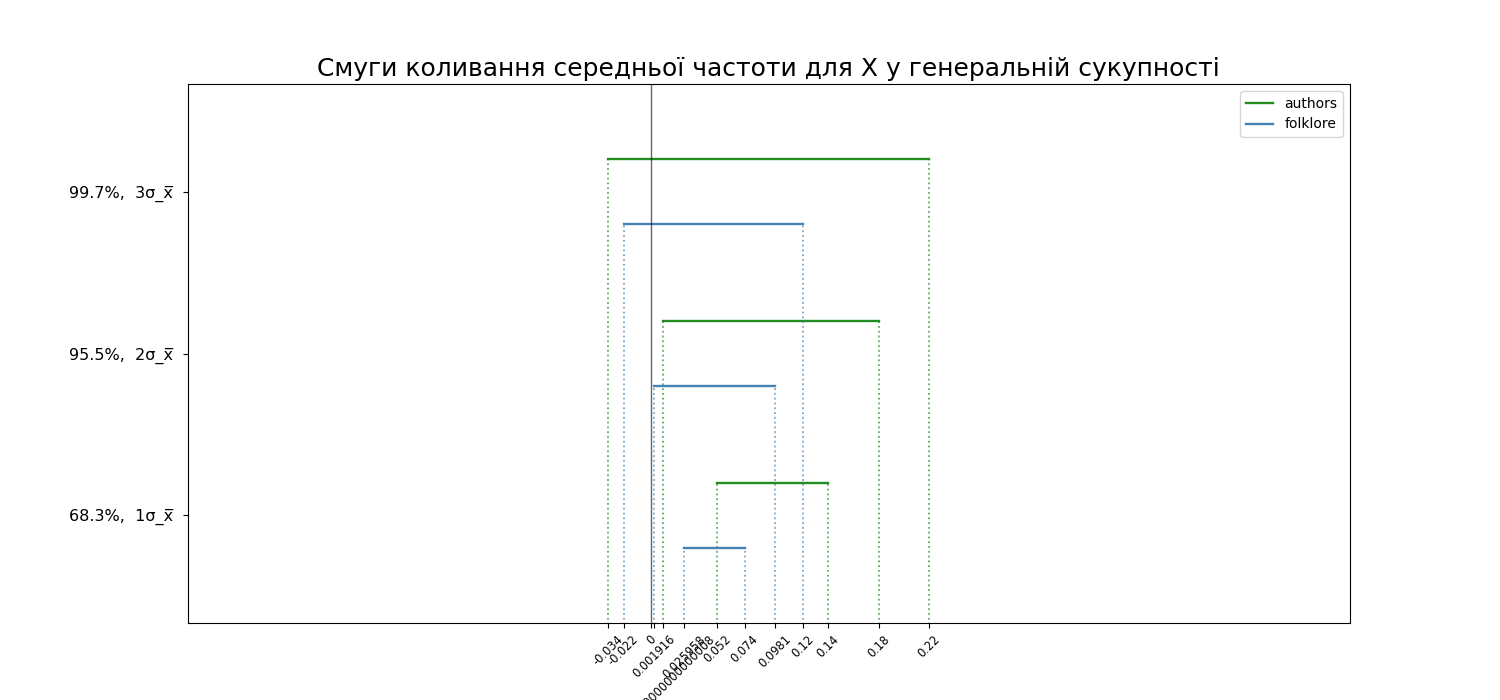 Смуги коливання середньої частоти для X у генеральній сукупності
authors
folklore
99.7%,  3σ_x̅
95.5%,  2σ_x̅
68.3%,  1σ_x̅
-0.034
-0.022
0
0.001916
0.052
0.074
0.0981
0.12
0.14
0.18
0.22